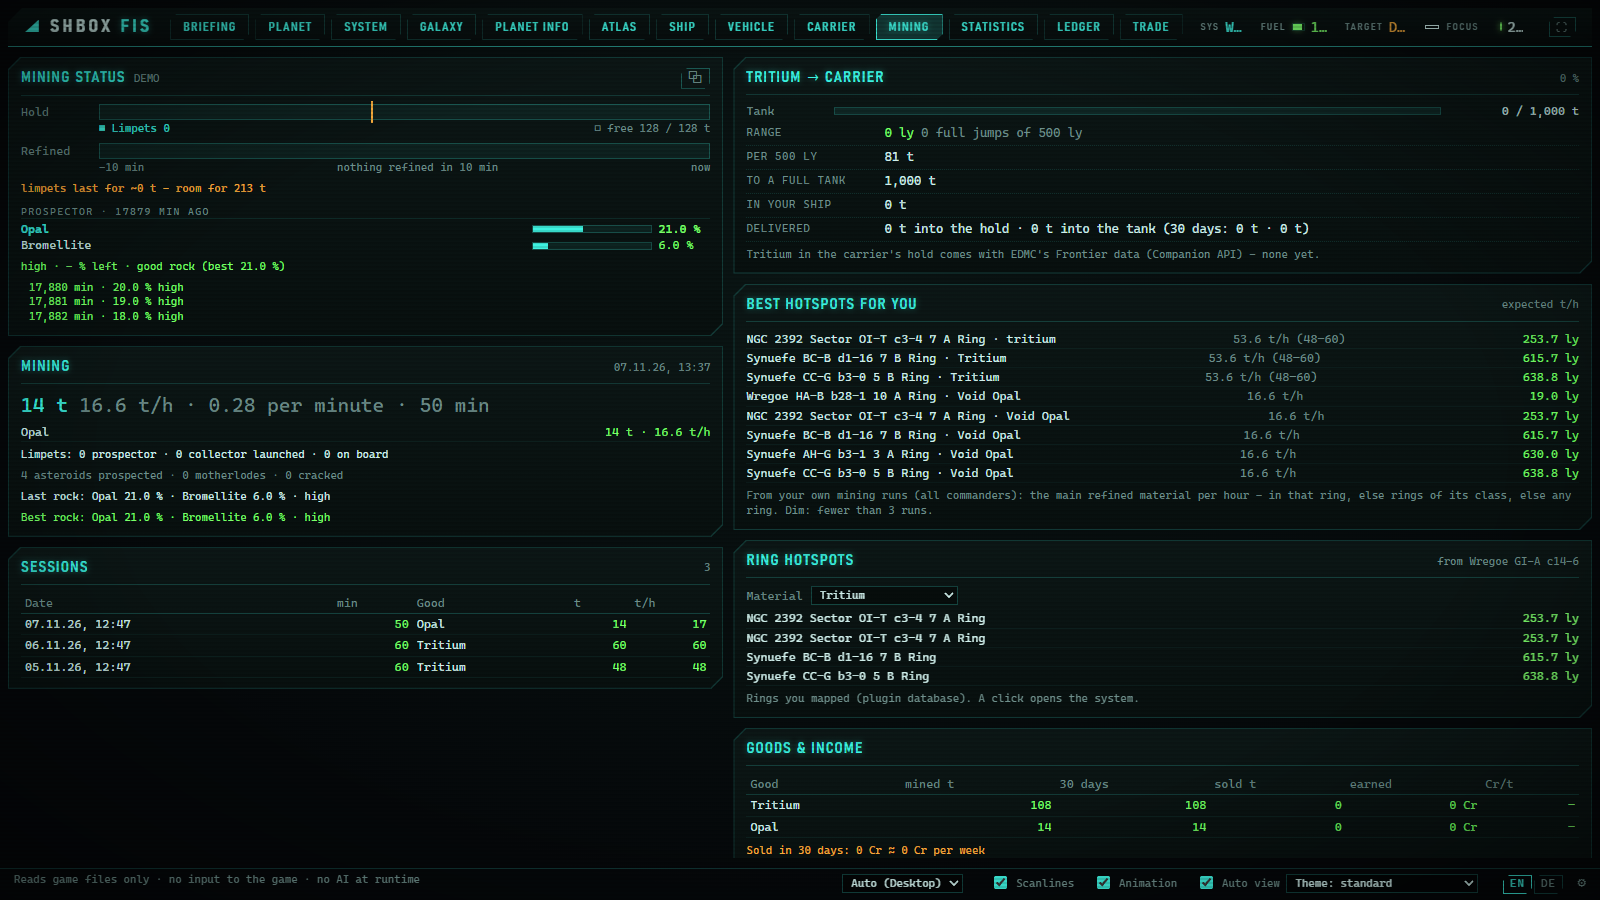 SHBOX FIS
BRIEFING
PLANET
SYSTEM
GALAXY
PLANET INFO
ATLAS
SHIP
VEHICLE
CARRIER
MINING
STATISTICS
LEDGER
TRADE
SYS W…
FUEL 1…
TARGET D…
FOCUS
2…
MINING STATUS DEMO
Hold
Limpets 0
free 128 / 128 t
Refined
−10 min
nothing refined in 10 min
now
limpets last for ~0 t − room for 213 t
PROSPECTOR · 17879 MIN AGO
Opal 21.0 %
Bromellite 6.0 %
high · − % left · good rock (best 21.0 %)
17,880 min · 20.0 % high
17,881 min · 19.0 % high
17,882 min · 18.0 % high
MINING
07.11.26, 13:37
14 t 16.6 t/h · 0.28 per minute · 50 min
Opal 14 t · 16.6 t/h
Limpets: 0 prospector · 0 collector launched · 0 on board
4 asteroids prospected · 0 motherlodes · 0 cracked
Last rock: Opal 21.0 % · Bromellite 6.0 % · high
Best rock: Opal 21.0 % · Bromellite 6.0 % · high
SESSIONS 3
Date min Good t t/h
07.11.26, 12:47 50 Opal 14 17
06.11.26, 12:47 60 Tritium 60 60
05.11.26, 12:47 60 Tritium 48 48
TRITIUM → CARRIER 0 %
Tank 0 / 1,000 t
RANGE 0 ly 0 full jumps of 500 ly
PER 500 LY 81 t
TO A FULL TANK 1,000 t
IN YOUR SHIP 0 t
DELIVERED 0 t into the hold · 0 t into the tank (30 days: 0 t · 0 t)
Tritium in the carrier's hold comes with EDMC's Frontier data (Companion API) − none yet.
BEST HOTSPOTS FOR YOU expected t/h
NGC 2392 Sector OI-T c3-4 7 A Ring · tritium 53.6 t/h (48−60) 253.7 ly
Synuefe BC-B d1-16 7 B Ring · Tritium 53.6 t/h (48−60) 615.7 ly
Synuefe CC-G b3-0 5 B Ring · Tritium 53.6 t/h (48−60) 638.8 ly
Wregoe HA-B b28-1 10 A Ring · Void Opal 16.6 t/h 19.0 ly
NGC 2392 Sector OI-T c3-4 7 A Ring · Void Opal 16.6 t/h 253.7 ly
Synuefe BC-B d1-16 7 B Ring · Void Opal 16.6 t/h 615.7 ly
Synuefe AH-G b3-1 3 A Ring · Void Opal 16.6 t/h 630.0 ly
Synuefe CC-G b3-0 5 B Ring · Void Opal 16.6 t/h 638.8 ly
From your own mining runs (all commanders): the main refined material per hour − in that ring, else rings of its class, else any
ring. Dim: fewer than 3 runs.
RING HOTSPOTS from Wregoe GI-A c14-6
Material Tritium
NGC 2392 Sector OI-T c3-4 7 A Ring 253.7 ly
NGC 2392 Sector OI-T c3-4 7 A Ring 253.7 ly
Synuefe BC-B d1-16 7 B Ring 615.7 ly
Synuefe CC-G b3-0 5 B Ring 638.8 ly
Rings you mapped (plugin database). A click opens the system.
GOODS & INCOME
Good mined t 30 days sold t earned Cr/t
Tritium 108 108 0 0 Cr −
Opal 14 14 0 0 Cr −
Sold in 30 days: 0 Cr ≈ 0 Cr per week
Reads game files only · no input to the game · no AI at runtime
Auto (Desktop)
Scanlines
Animation
Auto view
Theme: standard
EN
DE